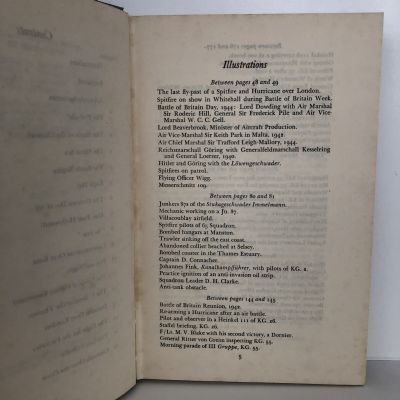 Illustrations
Between pages 48 and 49
The last fly-past of a Spitfire and Hurricane over London.
Spitfire on show in Whitehall during Battle of Britain Week.
Battle of Britain Day, 1944: Lord Dowding with Air Marshal
Sir Roderic Hill, General Sir Frederick Pile and Air Vice-
Marshal W. C. C. Gell.
Lord Beaverbrook, Minister of Aircraft Production.
Air Vice-Marshal Sir Keith Park in Malta, 1942.
Air Chief Marshal Sir Trafford Leigh-Mallory, 1944.
Reichsmarschall Göring with Generalfeldmarschall Kesselring
and General Loerzer, 1940.
Hitler and Göring with the Löwengeschwader.
Spitfires on patrol.
Flying Officer Wigg.
Messerschmitt 109.
Between pages 80 and 81
Junkers 87s of the Stukageschwader Immelmann.
Mechanic working on a Ju. 87.
Villacoublay airfield.
Spitfire pilots of 65 Squadron.
Bombed hangars at Manston.
Trawler sinking off the east coast.
Abandoned collier beached at Selsey.
Bombed coaster in the Thames Estuary.
Captain D.
Johannes Fink, Kanalkampfführer, with pilots of KG. 2.
Practice ignition of an anti-invasion oil strip.
Squadron Leader D. H. Clarke.
Anti-tank obstacle.
Between pages 144 and 145
Battle of Britain Reunion, 1942.
Re-arming a Hurricane after an air battle.
Pilot and observer in a Heinkel 111 of KG. 26.
Staffel briefing, KG. 26.
F/Lt. M. V. Blake with his second victory, a Dornier.
General Ritter von Greim inspecting KG. 55.
Morning parade of III Gruppe, KG. 55.
5